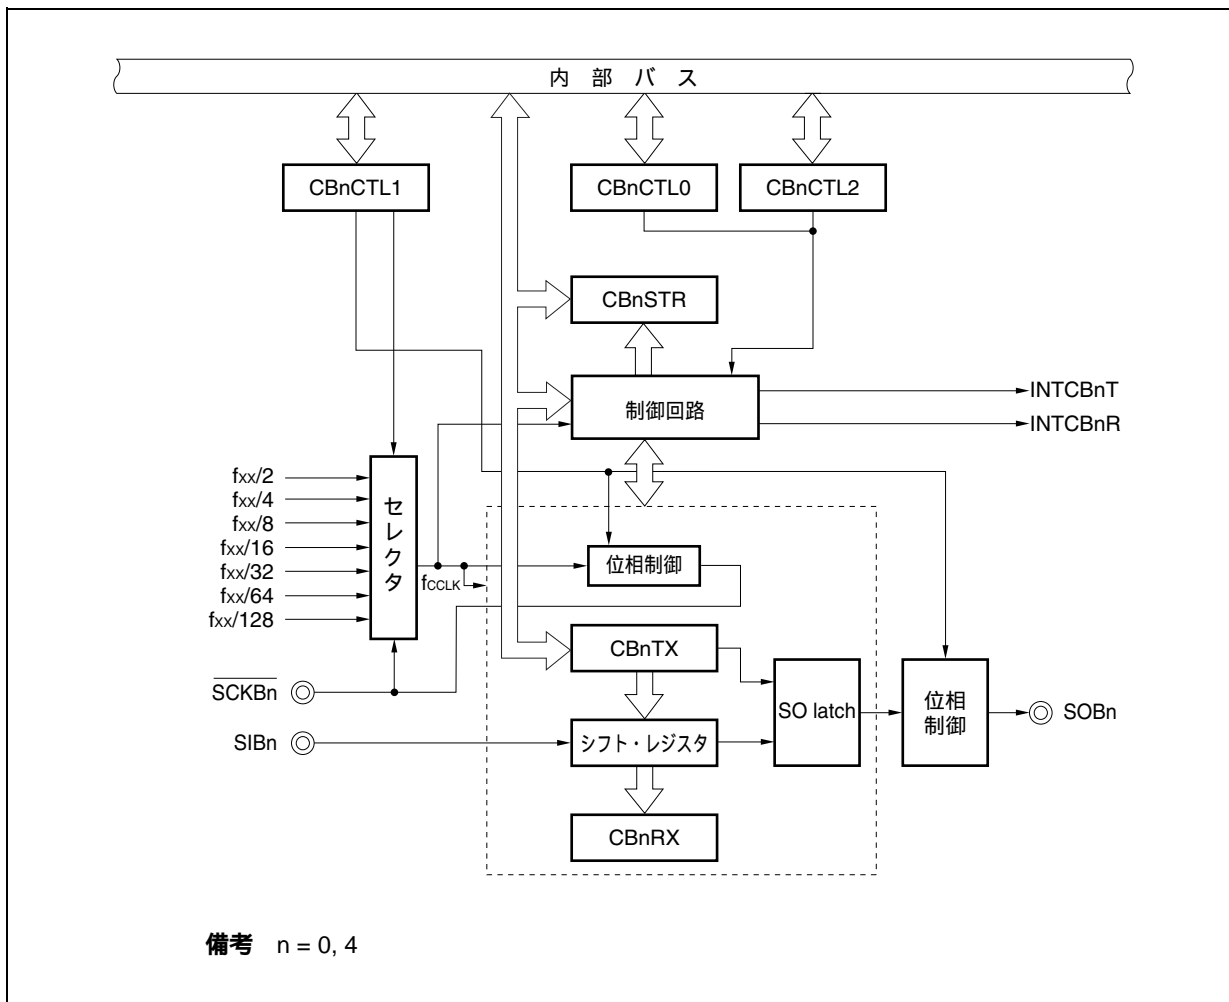 内 部 バ ス
CBnCTL1
CBnCTL0
CBnCTL2
CBnSTR
制御回路
INTCBnT
INTCBnR
fxx/2
fxx/4
fxx/8
fxx/16
fxx/32
fxx/64
fxx/128
セレクタ
fCCLK
位相制御
CBnTX
SCKBn
SO latch
位相
制御
SOBn
SIBn
シフト・レジスタ
CBnRX
備考 n = 0, 4